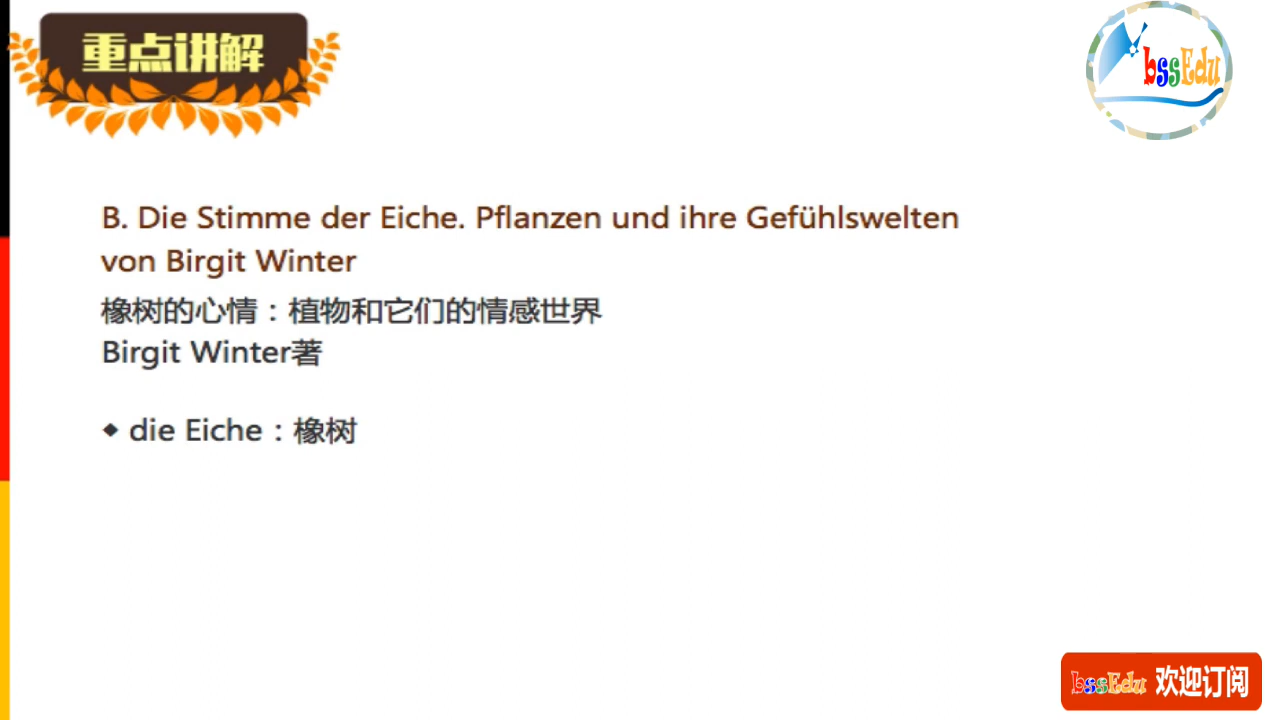 重点讲解
bssEdu
B. Die Stimme der Eiche. Pflanzen und ihre Gefühlswelten
von Birgit Winter
橡树的心情：植物和它们的情感世界
Birgit Winter著
◆ die Eiche：橡树
bssEdu 欢迎订阅